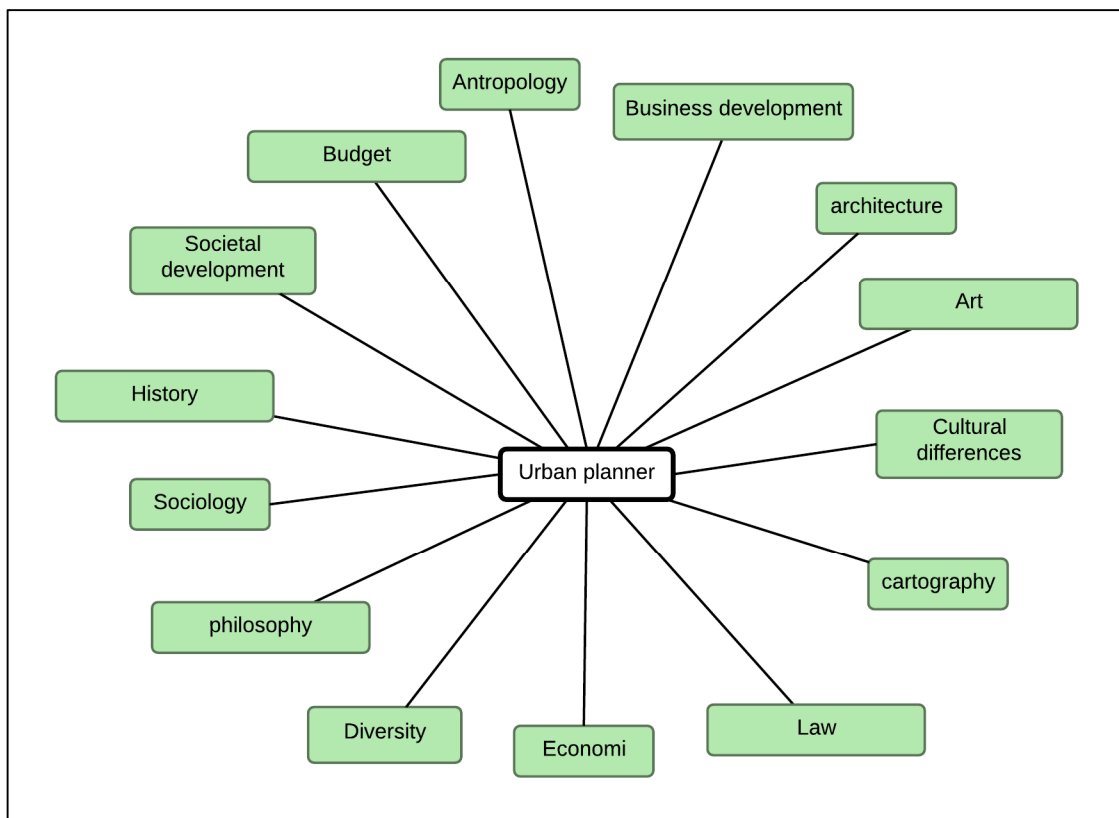 Antropology
Business development
Budget
architecture
Societal
development
Art
History
Cultural
differences
Urban planner
Sociology
cartography
philosophy
Diversity
Economi
Law